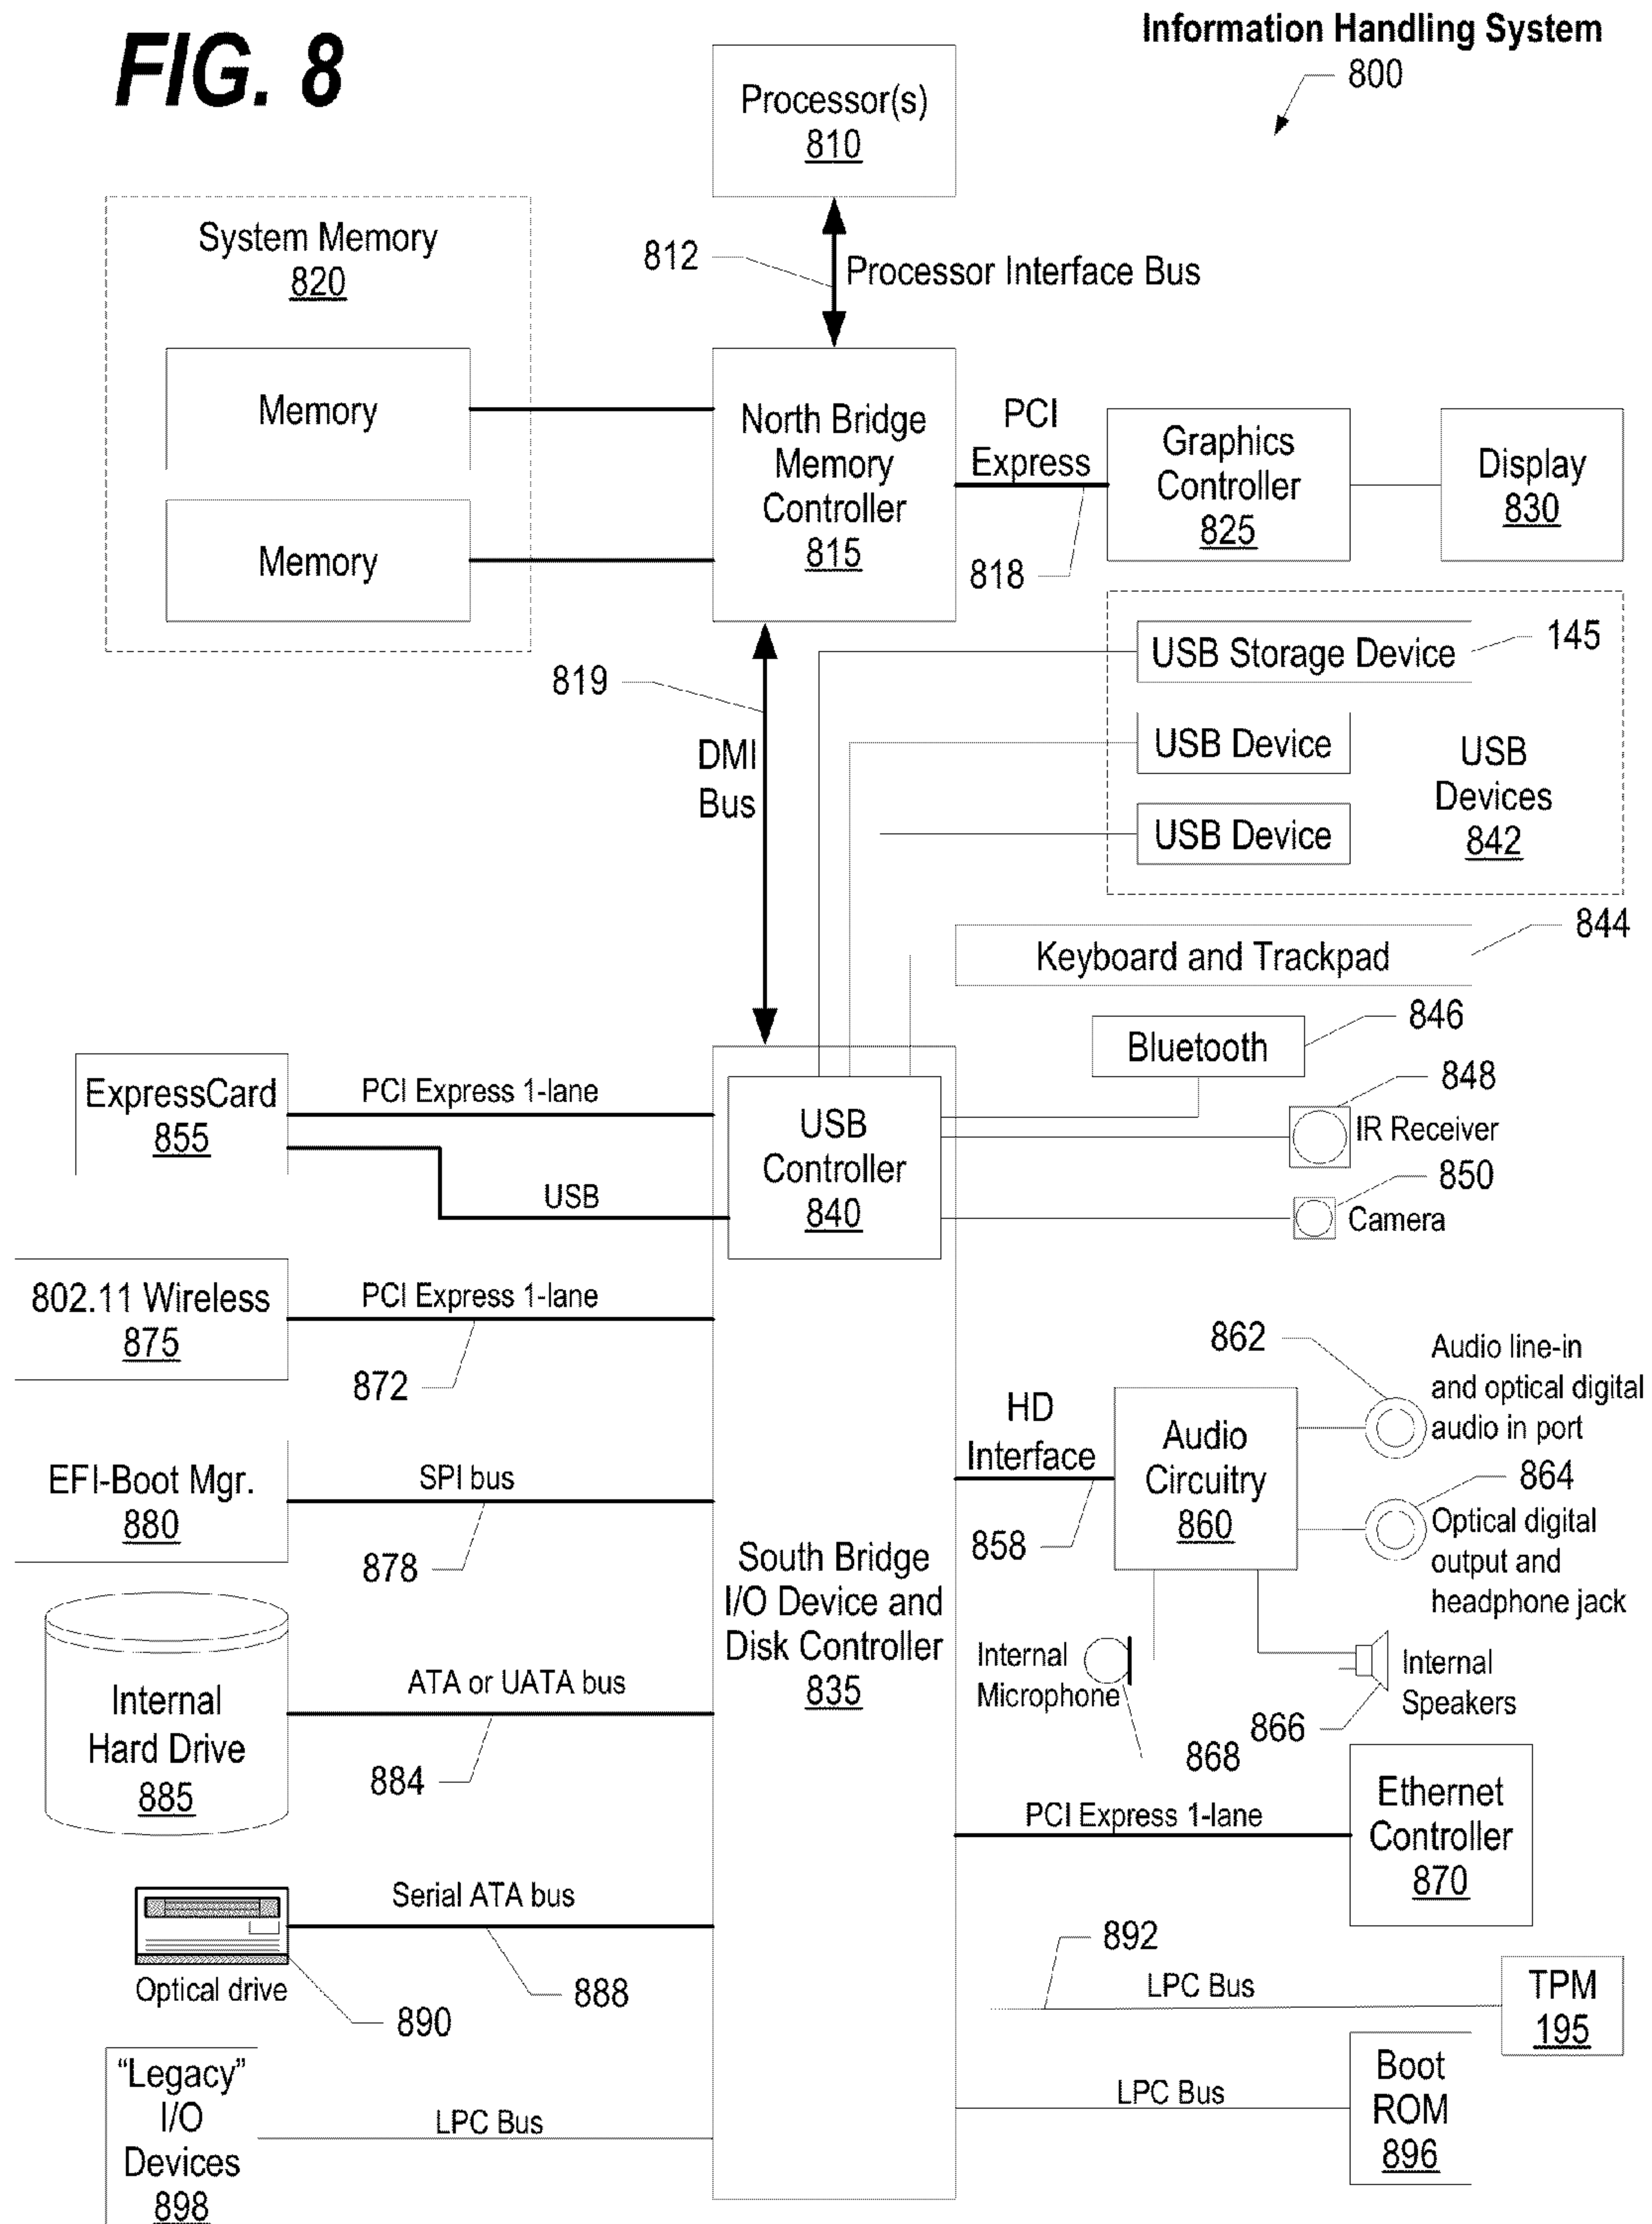 FIG. 8
Information Handling System
800
Processor(s)
810
812
Processor Interface Bus
System Memory
820
Memory
Memory
North Bridge
Memory
Controller
815
PCI
Express
818
Graphics
Controller
825
Display
830
819
DMI
Bus
USB Storage Device
145
USB Device
USB Device
USB
Devices
842
Keyboard and Trackpad
844
Bluetooth
846
848
IR Receiver
850
Camera
ExpressCard
855
PCI Express 1-lane
USB
USB
Controller
840
802.11 Wireless
875
PCI Express 1-lane
872
EFI-Boot Mgr.
880
SPI bus
878
South Bridge
I/O Device and
Disk Controller
835
HD
Interface
858
Audio
Circuitry
860
862
Audio line-in
and optical digital
audio in port
864
Optical digital
output and
headphone jack
Internal
Microphone
868
866
Internal
Speakers
Internal
Hard Drive
885
ATA or UATA bus
884
PCI Express 1-lane
Ethernet
Controller
870
Serial ATA bus
888
Optical drive
890
892
LPC Bus
TPM
195
"Legacy"
I/O
Devices
898
LPC Bus
LPC Bus
Boot
ROM
896